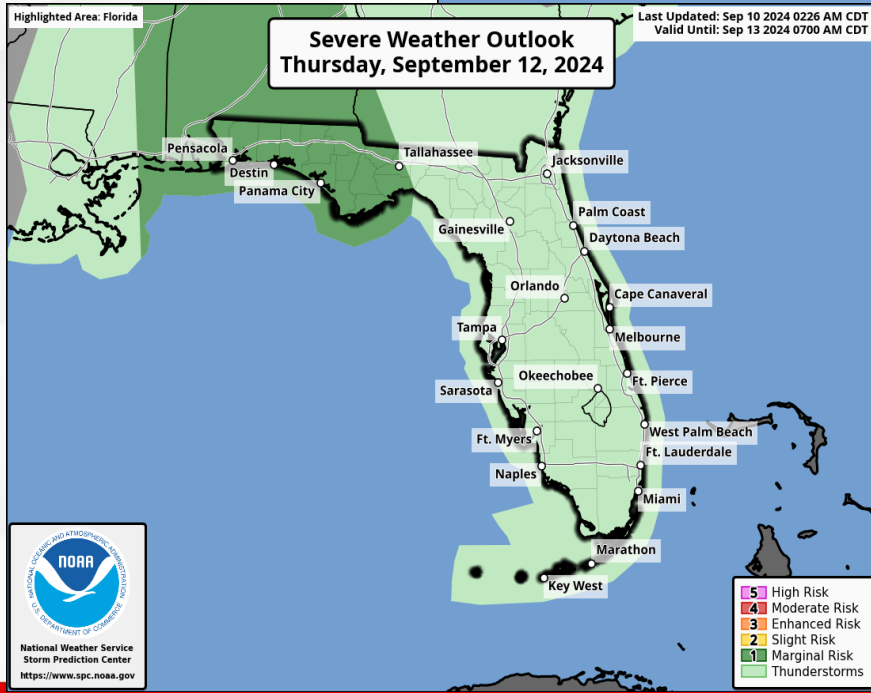 Highlighted Area: Florida
Last Updated: Sep 10 2024 0226 AM CDT
Valid Until: Sep 13 2024 0700 AM CDT
Severe Weather Outlook
Thursday, September 12, 2024
Pensacola
Tallahassee
Destin
Panama City
Jacksonville
Palm Coast
Gainesville
Daytona Beach
Orlando
Cape Canaveral
Tampa
Melbourne
Okeechobee
Ft. Pierce
Sarasota
West Palm Beach
Ft. Myers
Ft. Lauderdale
Naples
Miami
Marathon
Key West
NATIONAL OCEANIC AND ATMOSPHERIC ADMINISTRATION
NOAA
U.S. DEPARTMENT OF COMMERCE
National Weather Service
Storm Prediction Center
https://www.spc.noaa.gov
5 High Risk
4 Moderate Risk
3 Enhanced Risk
2 Slight Risk
1 Marginal Risk
Thunderstorms